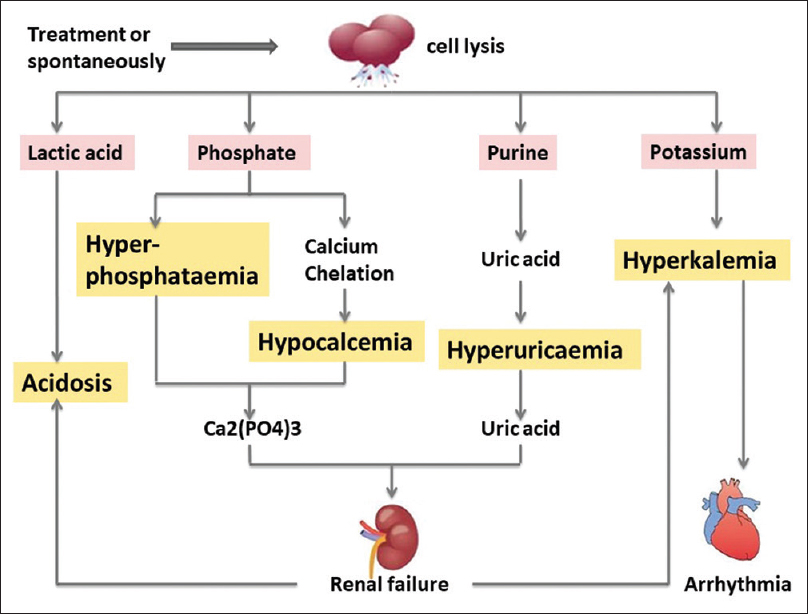 Treatment or
spontaneously
cell lysis
Lactic acid
Phosphate
Purine
Potassium
Hyper-
phosphataemia
Calcium
Chelation
Uric acid
Hyperkalemia
Hypocalcemia
Hyperuricaemia
Acidosis
Ca2(PO4)3
Uric acid
Renal failure
Arrhythmia